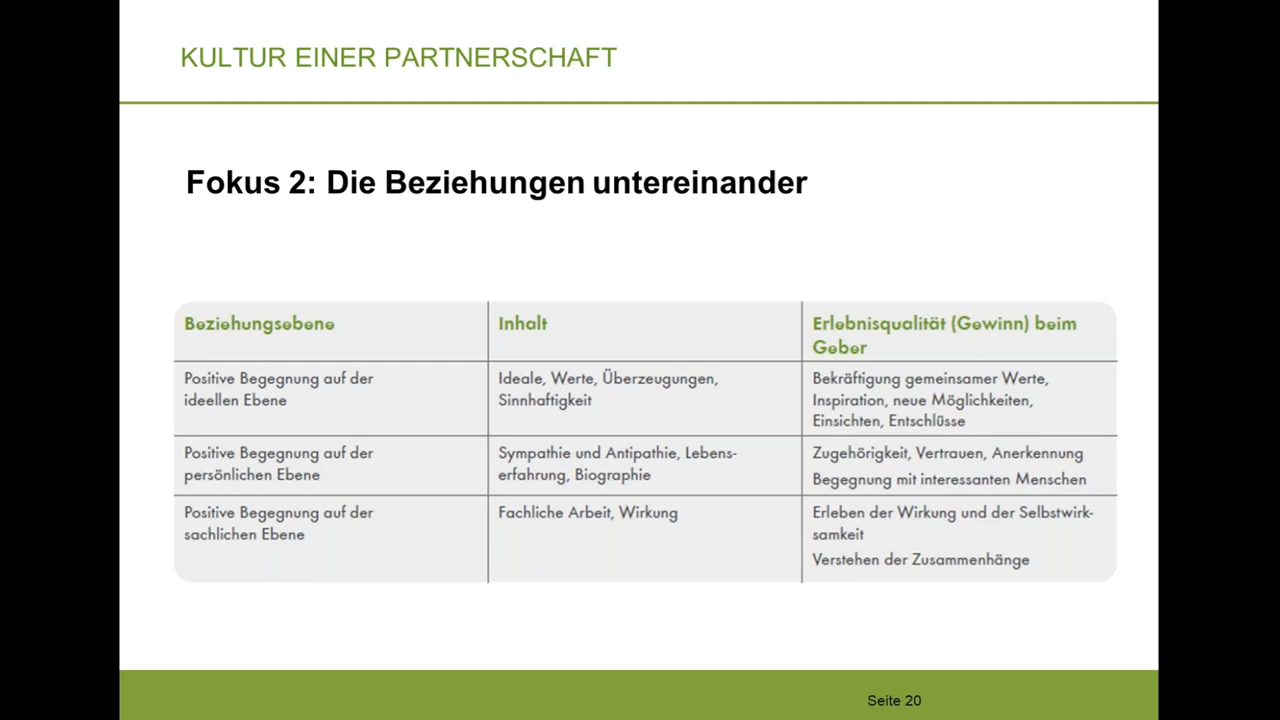 KULTUR EINER PARTNERSCHAFT
Fokus 2: Die Beziehungen untereinander
Beziehungsebene
Inhalt
Erlebnisqualität (Gewinn) beim
Geber
Positive Begegnung auf der
ideellen Ebene
Ideale, Werte, Überzeugungen,
Sinnhaftigkeit
Bekräftigung gemeinsamer Werte,
Inspiration, neue Möglichkeiten,
Einsichten, Entschlüsse
Positive Begegnung auf der
persönlichen Ebene
Sympathie und Antipathie, Lebens-
erfahrung, Biographie
Zugehörigkeit, Vertrauen, Anerkennung
Begegnung mit interessanten Menschen
Positive Begegnung auf der
sachlichen Ebene
Fachliche Arbeit, Wirkung
Erleben der Wirkung und der Selbstwirk-
samkeit
Verstehen der Zusammenhänge
Seite 20